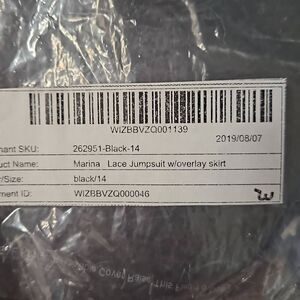 WIZBBVZQ001139
2019/08/07
hant SKU: 262951-Black-14
uct Name: Marina Lace Jumpsuit w/overlay skirt
/Size: black/14
ment ID: WIZBBVZQ000046